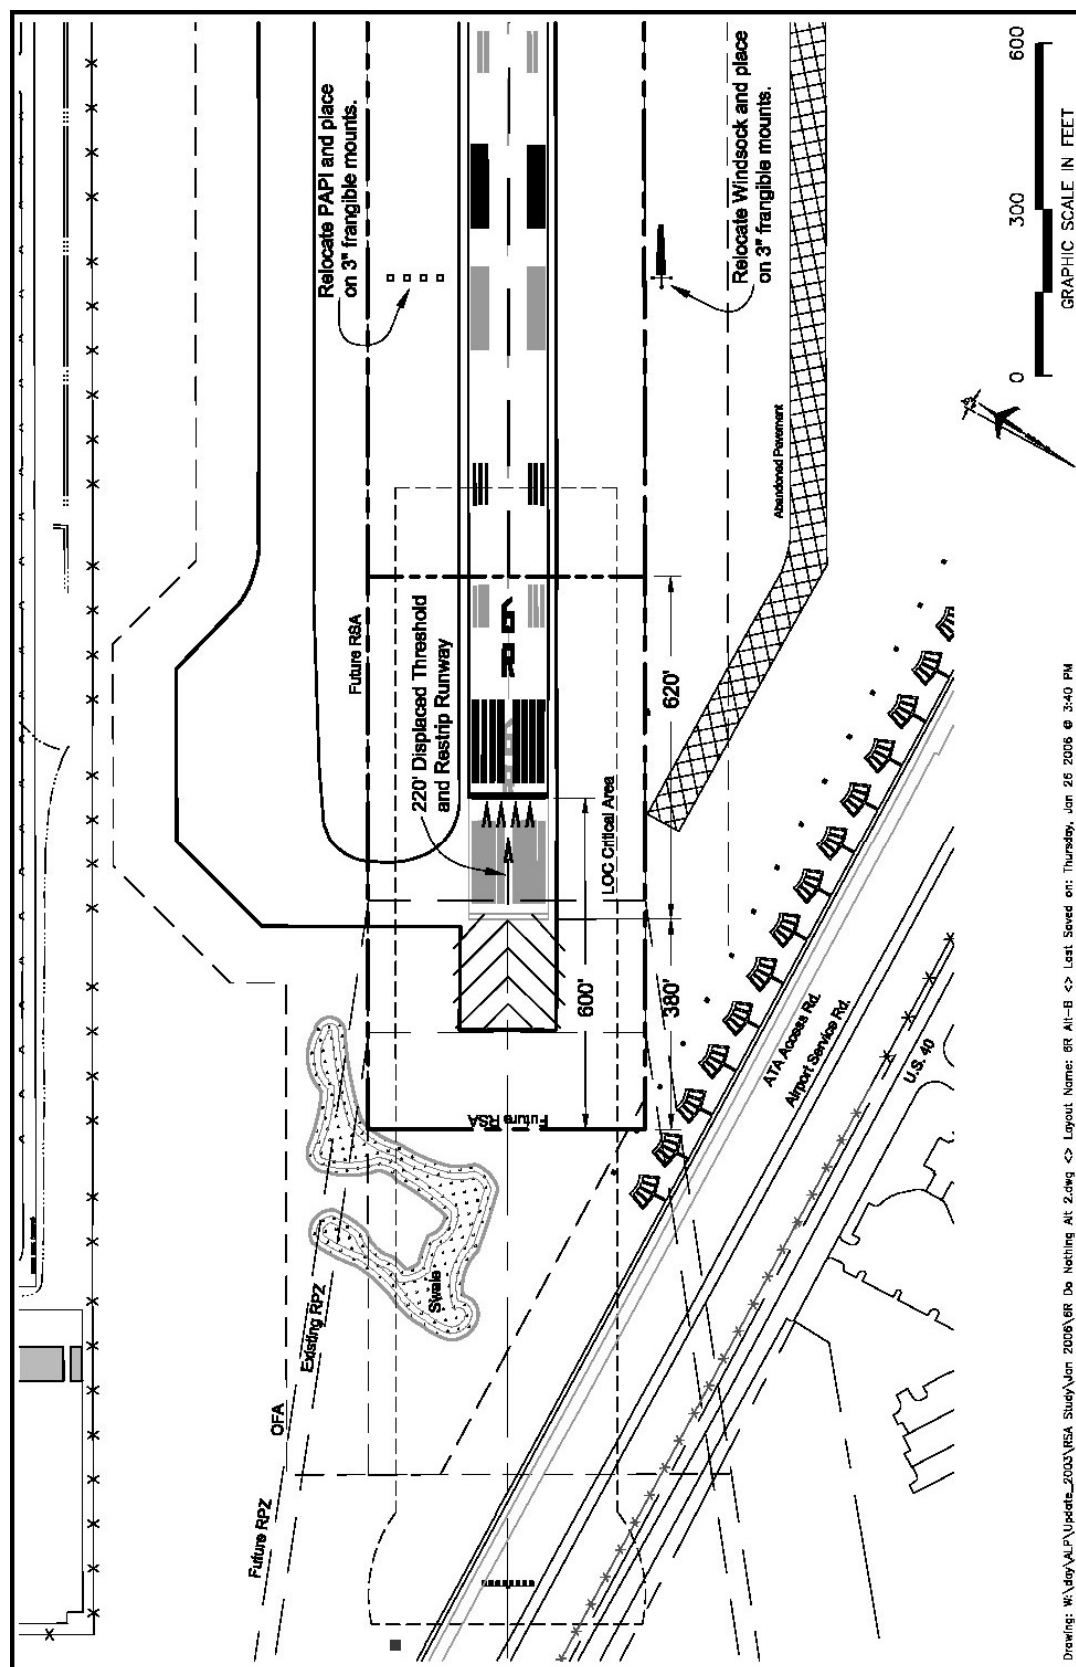 Relocate PAPI and place
on 3" frangible mounts.
Relocate Windsock and place
on 3" frangible mounts.
0
300
600
GRAPHIC SCALE IN FEET
Abandoned Pavement
Future RSA
220' Displaced Threshold
and Restrip Runway
LOC Critical Area
620'
600'
380'
Future RSA
ATA Access Rd.
Airport Service Rd.
U.S. 40
Swale
Existing RPZ
OFA
Future RPZ
Drawing: W:\day\ALP\Update_2003\RSA Study\Jan 2006\6R Do Nothing Alt 2.dwg <> Layout Name: 6R Alt-B <> Last Saved on: Thursday, Jan 26 2006 @ 3:40 PM